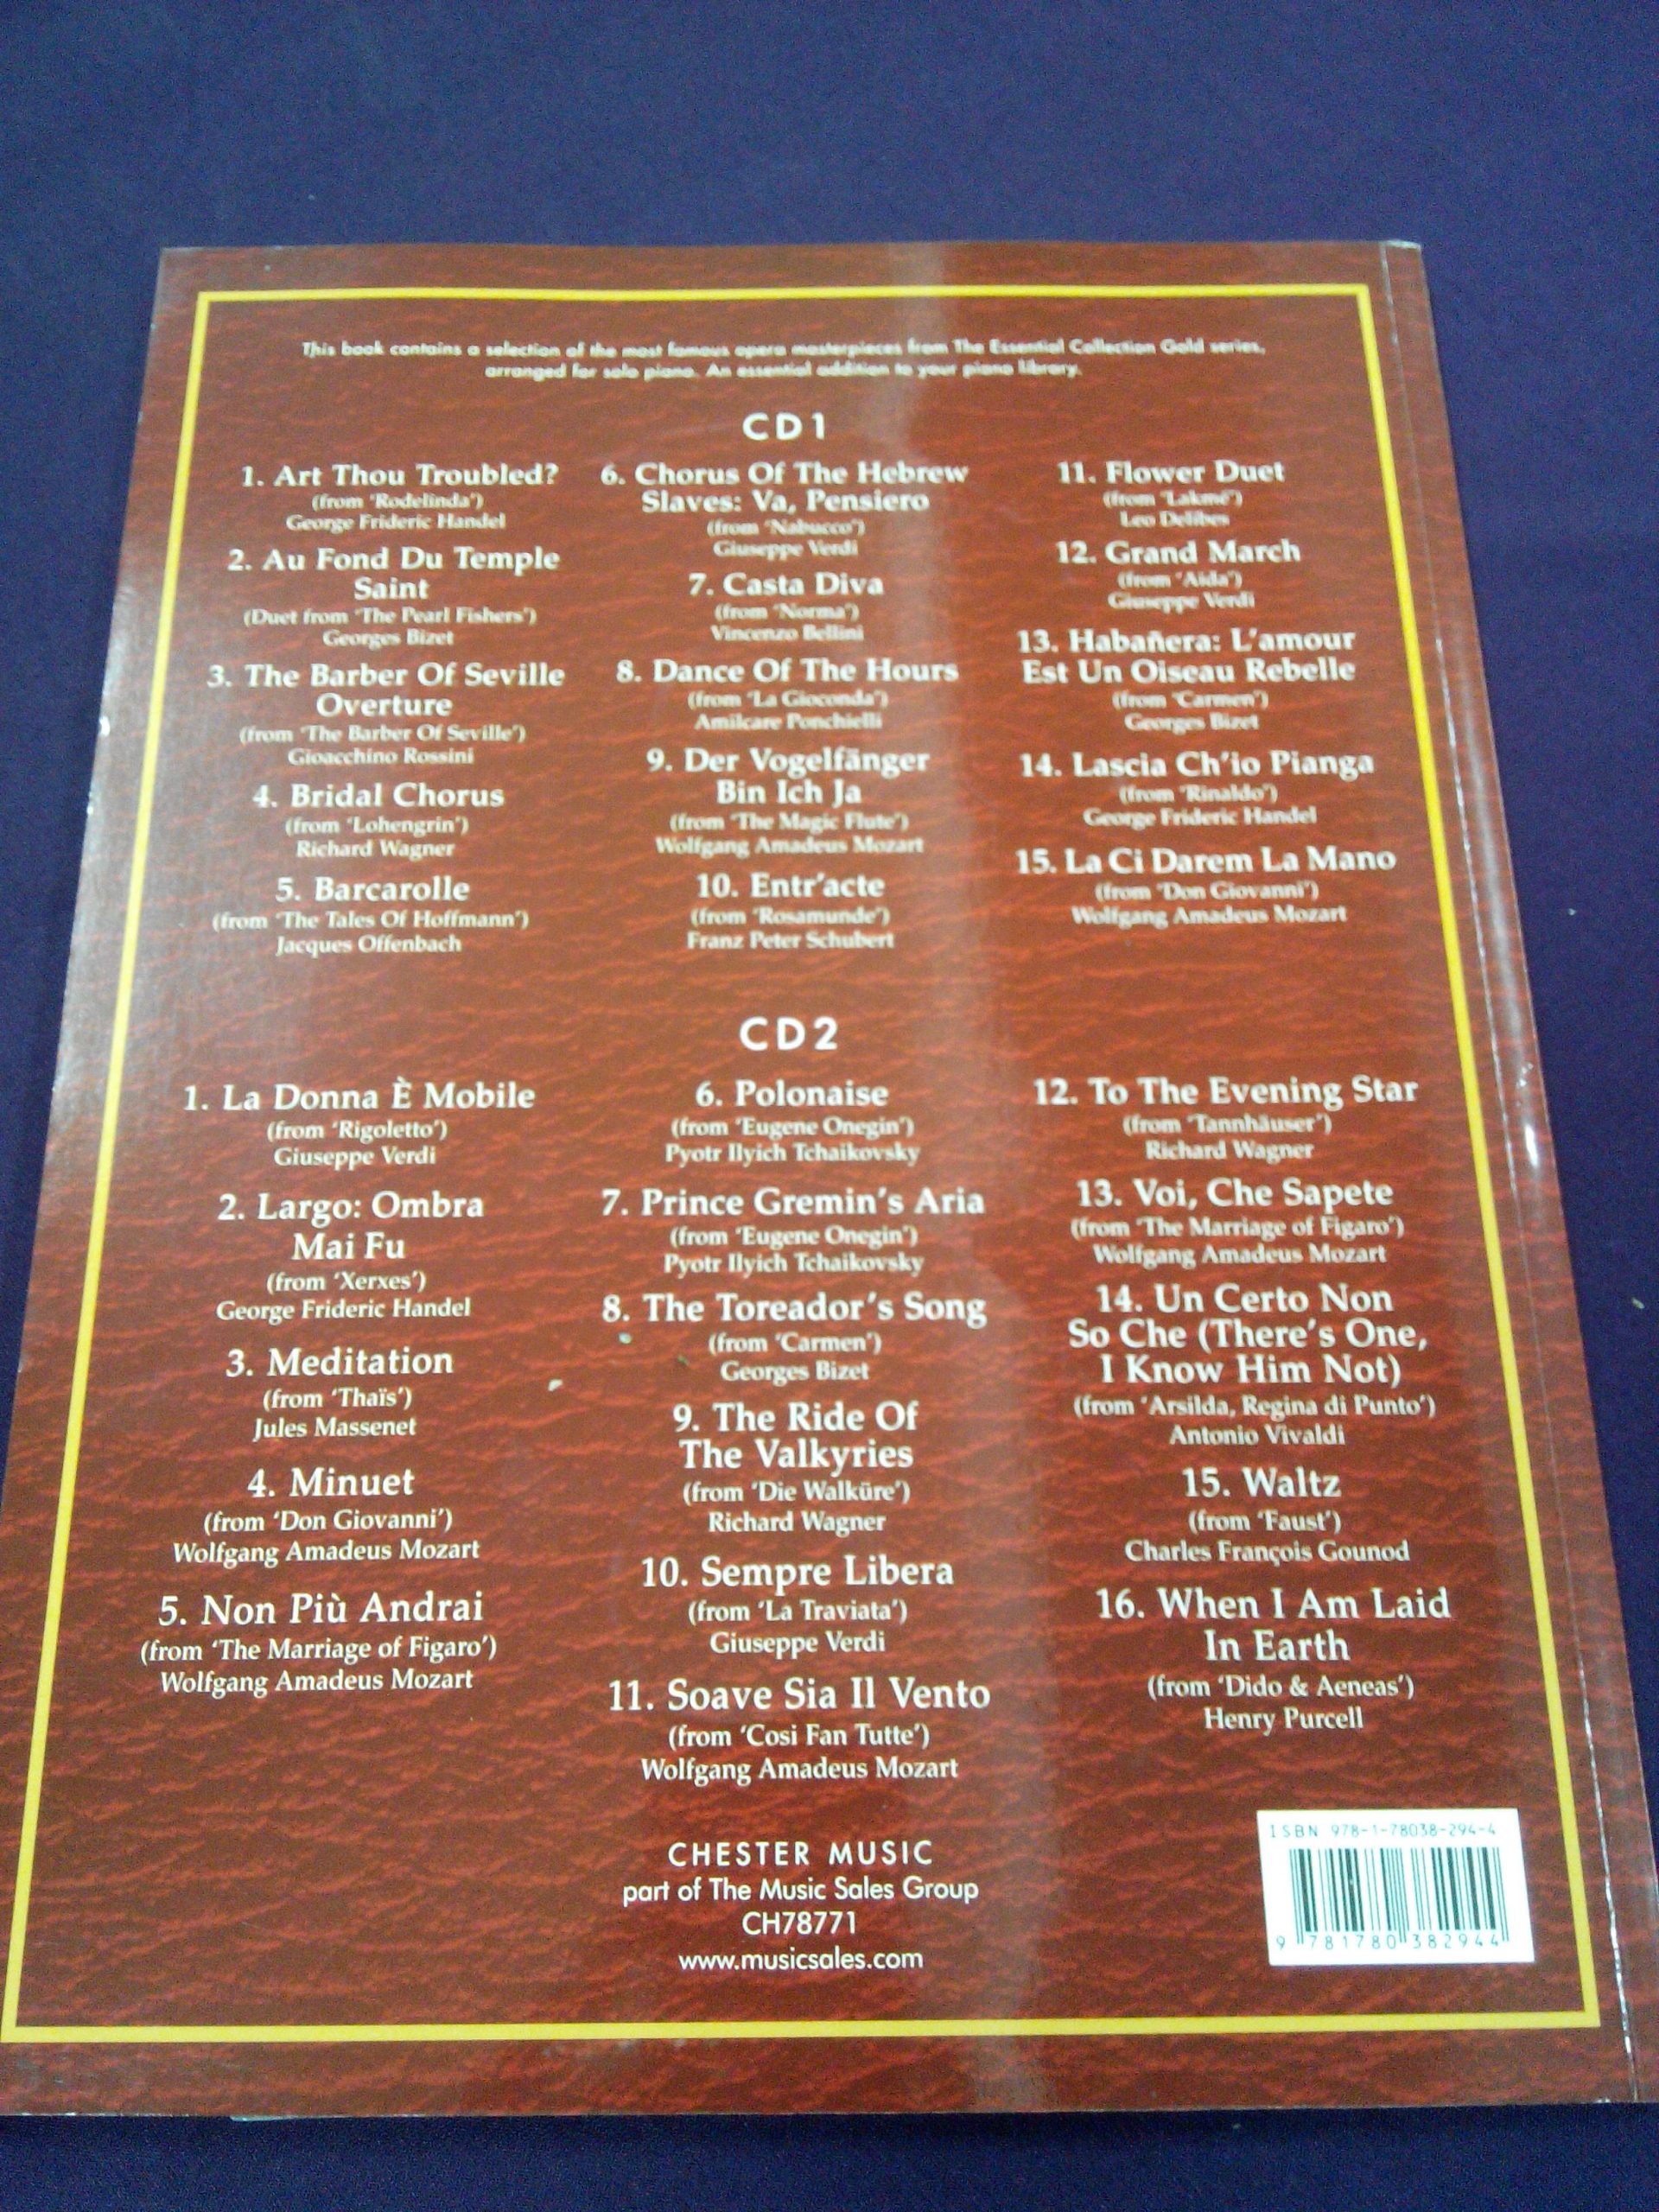 This book contains a selection of the most famous opera masterpieces from The Essential Collection Gold series,
arranged for solo piano. An essential addition to your piano library.
CD1
1. Art Thou Troubled?
(from 'Rodelinda')
George Frideric Handel
2. Au Fond Du Temple
Saint
(Duet from 'The Pearl Fishers')
Georges Bizet
3. The Barber Of Seville
Overture
(from 'The Barber Of Seville')
Gioacchino Rossini
4. Bridal Chorus
(from 'Lohengrin')
Richard Wagner
5. Barcarolle
(from 'The Tales Of Hoffmann')
Jacques Offenbach
6. Chorus Of The Hebrew
Slaves: Va, Pensiero
(from 'Nabucco')
Giuseppe Verdi
7. Casta Diva
(from 'Norma')
Vincenzo Bellini
8. Dance Of The Hours
(from 'La Gioconda')
Amilcare Ponchielli
9. Der Vogelfänger
Bin Ich Ja
(from 'The Magic Flute')
Wolfgang Amadeus Mozart
10. Entr'acte
(from 'Rosamunde')
Franz Peter Schubert
11. Flower Duet
(from 'Lakmé')
Leo Delibes
12. Grand March
(from 'Aida')
Giuseppe Verdi
13. Habañera: L'amour
Est Un Oiseau Rebelle
(from 'Carmen')
Georges Bizet
14. Lascia Ch'io Pianga
(from 'Rinaldo')
George Frideric Handel
15. La Ci Darem La Mano
(from 'Don Giovanni')
Wolfgang Amadeus Mozart
CD2
1. La Donna È Mobile
(from 'Rigoletto')
Giuseppe Verdi
2. Largo: Ombra
Mai Fu
(from 'Xerxes')
George Frideric Handel
3. Meditation
(from 'Thaïs')
Jules Massenet
4. Minuet
(from 'Don Giovanni')
Wolfgang Amadeus Mozart
5. Non Più Andrai
(from 'The Marriage of Figaro')
Wolfgang Amadeus Mozart
6. Polonaise
(from 'Eugene Onegin')
Pyotr Ilyich Tchaikovsky
7. Prince Gremin's Aria
(from 'Eugene Onegin')
Pyotr Ilyich Tchaikovsky
8. The Toreador's Song
(from 'Carmen')
Georges Bizet
9. The Ride Of
The Valkyries
(from 'Die Walküre')
Richard Wagner
10. Sempre Libera
(from 'La Traviata')
Giuseppe Verdi
11. Soave Sia Il Vento
(from 'Cosi Fan Tutte')
Wolfgang Amadeus Mozart
12. To The Evening Star
(from 'Tannhäuser')
Richard Wagner
13. Voi, Che Sapete
(from 'The Marriage of Figaro')
Wolfgang Amadeus Mozart
14. Un Certo Non
So Che (There's One,
I Know Him Not)
(from 'Arsilda, Regina di Punto')
Antonio Vivaldi
15. Waltz
(from 'Faust')
Charles François Gounod
16. When I Am Laid
In Earth
(from 'Dido & Aeneas')
Henry Purcell
CHESTER MUSIC
part of The Music Sales Group
CH78771
www.musicsales.com
ISBN 978-1-78038-294-4
9 781780 382944